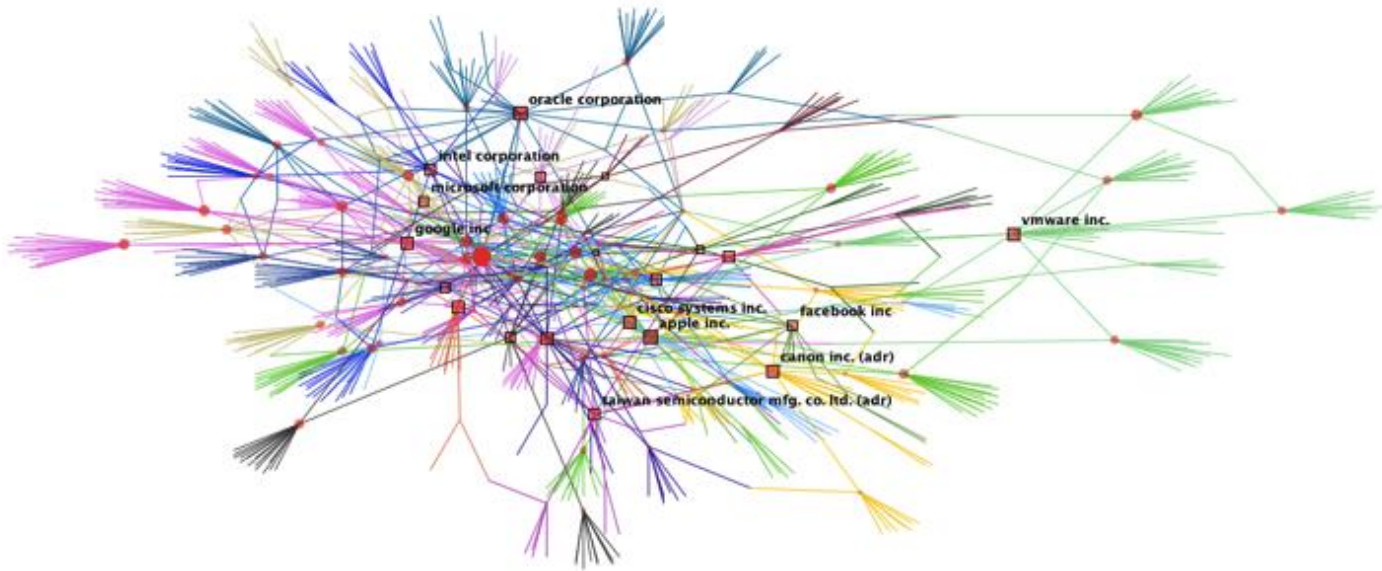 oracle corporation
intel corporation
microsoft corporation
vmware inc.
google inc
cisco systems inc.
facebook inc
apple inc.
canon inc. (adr)
taiwan semiconductor mfg. co. ltd. (adr)